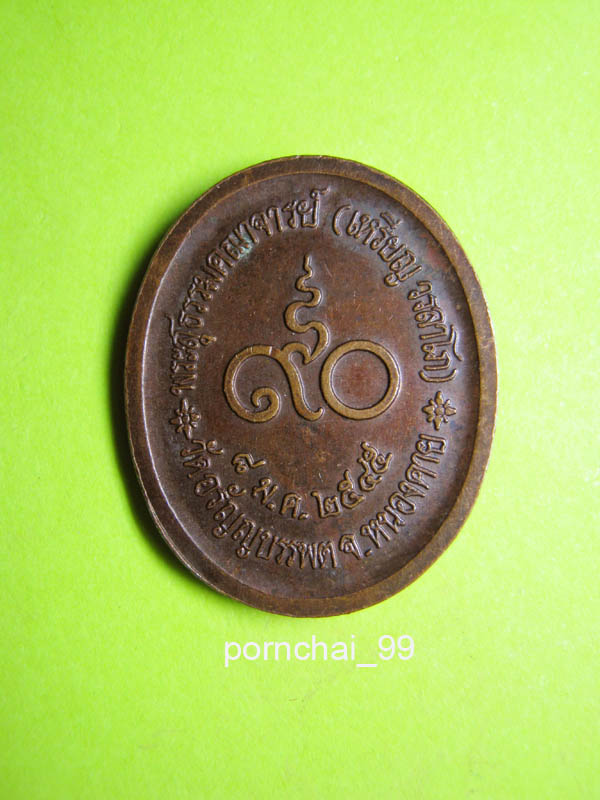 พระสุธรรมคณาจารย์ (เหรียญ วรลาโภ)
๙๐
๘ ม.ค. ๒๕๔๕
วัดอรัญญบรรพต จ.หนองคาย
pornchai_99